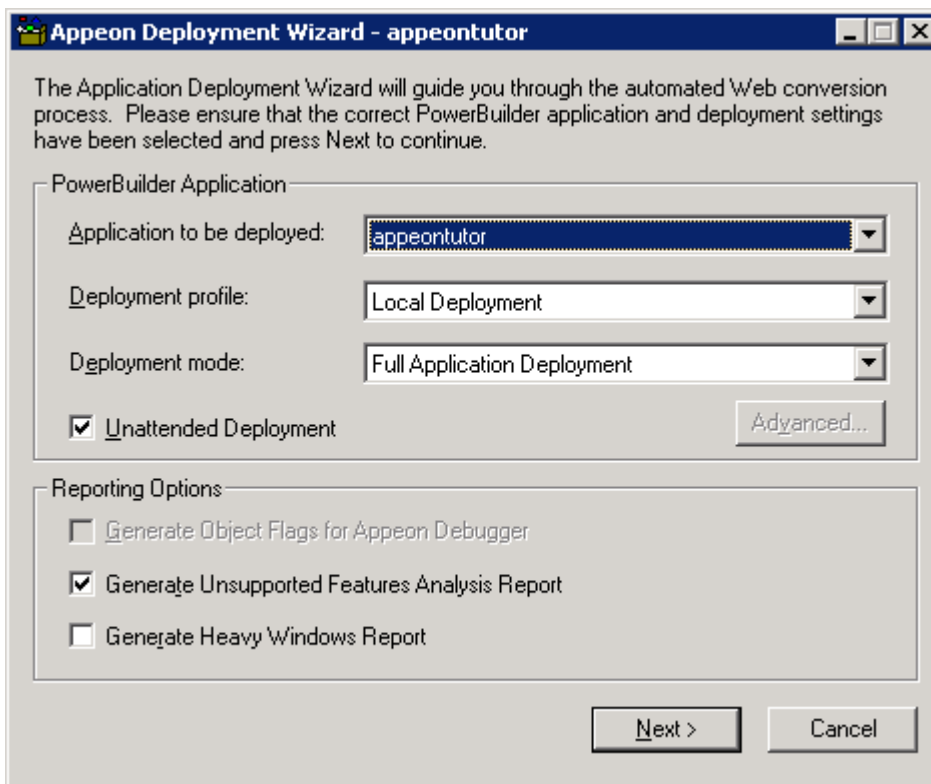 Appeon Deployment Wizard - appeontutor
The Application Deployment Wizard will guide you through the automated Web conversion
process.  Please ensure that the correct PowerBuilder application and deployment settings
have been selected and press Next to continue.
PowerBuilder Application
Application to be deployed:
appeontutor
Deployment profile:
Local Deployment
Deployment mode:
Full Application Deployment
Unattended Deployment
Advanced...
Reporting Options
Generate Object Flags for Appeon Debugger
Generate Unsupported Features Analysis Report
Generate Heavy Windows Report
Next >
Cancel